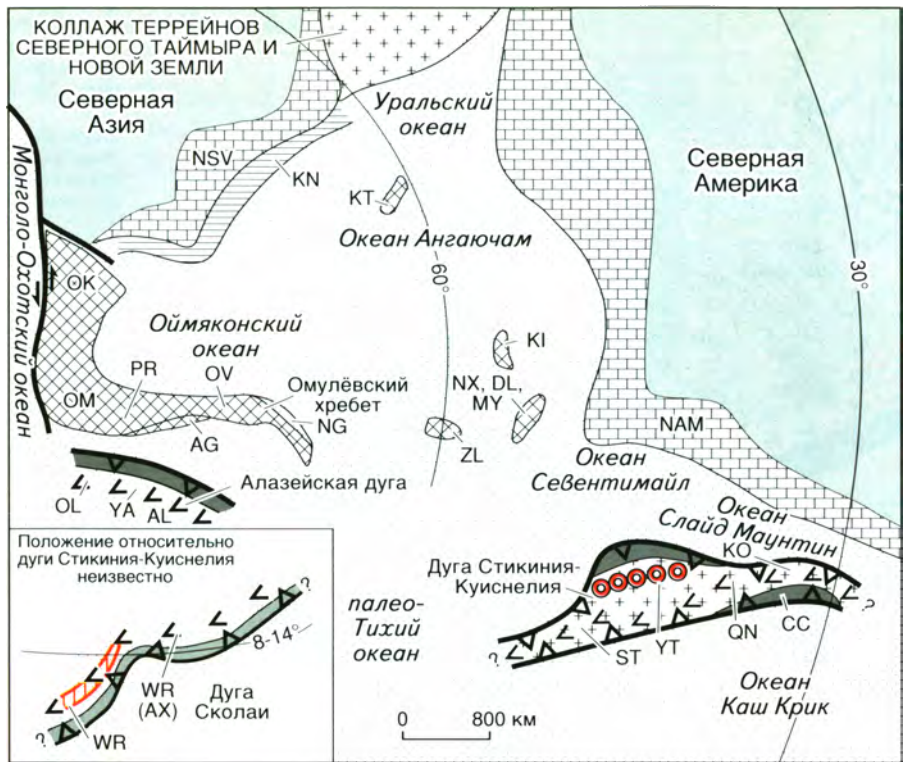 КОЛЛАЖ ТЕРРЕЙНОВ
СЕВЕРНОГО ТАЙМЫРА И
НОВОЙ ЗЕМЛИ
Северная
Азия
Уральский
океан
Северная
Америка
Монголо-Охотский океан
NSV
KN
KT
Океан Ангаючам
60°
30°
OK
Оймяконский
океан
PR
OV
KI
OM
Омулёвский
хребет
NX, DL,
MY
AG
NG
ZL
NAM
Океан
Севентимайл
Алазейская дуга
OL
YA
AL
Океан
Слайд Маунтин
KO
Положение относительно
дуги Стикиния-Куиснелия
неизвестно
?
8-14°
WR
(AX)
Дуга
Сколаи
WR
?
палео-
Тихий
океан
Дуга Стикиния-
Куиснелия
?
ST
YT
QN
CC
?
Океан
Каш Крик
0 800 км